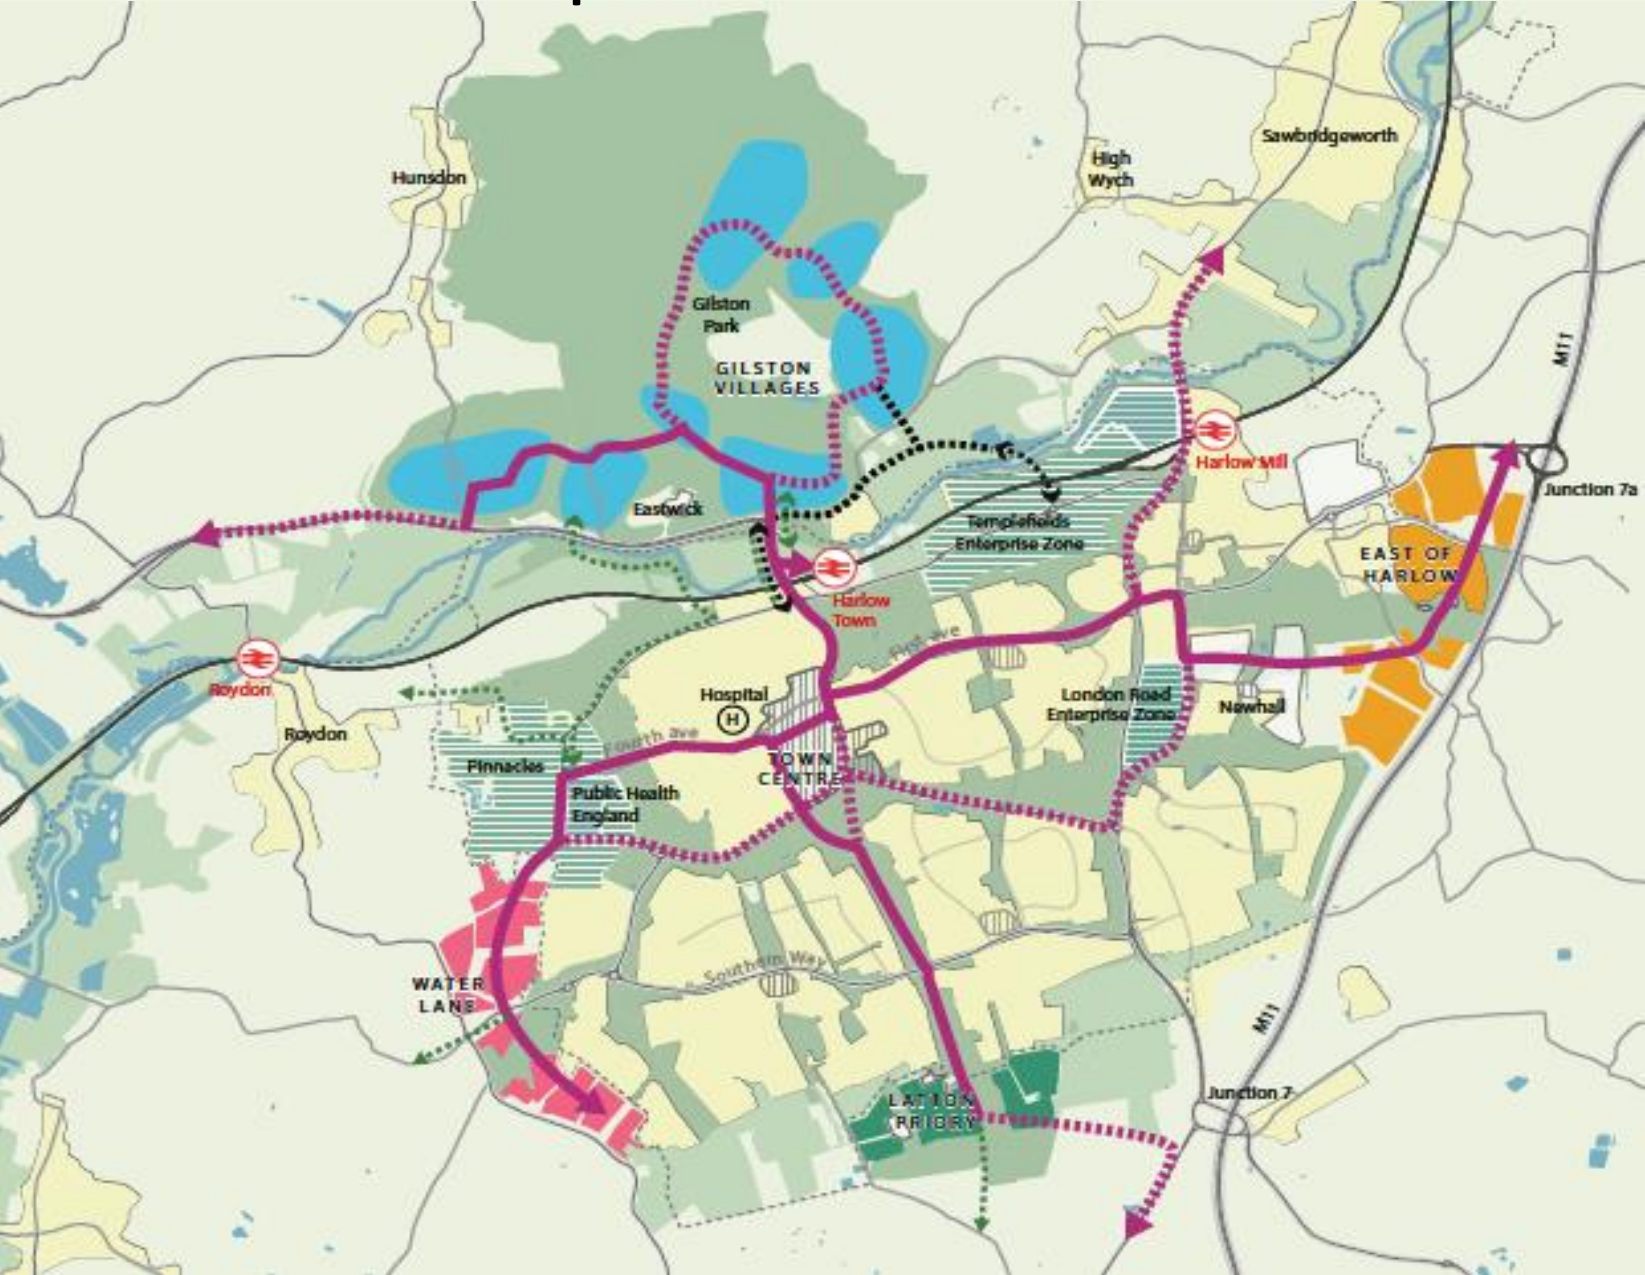 Sawbridgeworth
High
Wych
Hunsdon
Gilston
Park
GILSTON
VILLAGES
M11
Harlow Mill
Junction 7a
Eastwick
Templefields
Enterprise Zone
EAST OF
HARLOW
Harlow
Town
First ave
Roydon
Hospital
H
London Road
Enterprise Zone
Newhall
Roydon
Fourth ave
Pinnacles
TOWN
CENTRE
Public Health
England
Southern Way
WATER
LANE
M11
Junction 7
LATTON
PRIORY